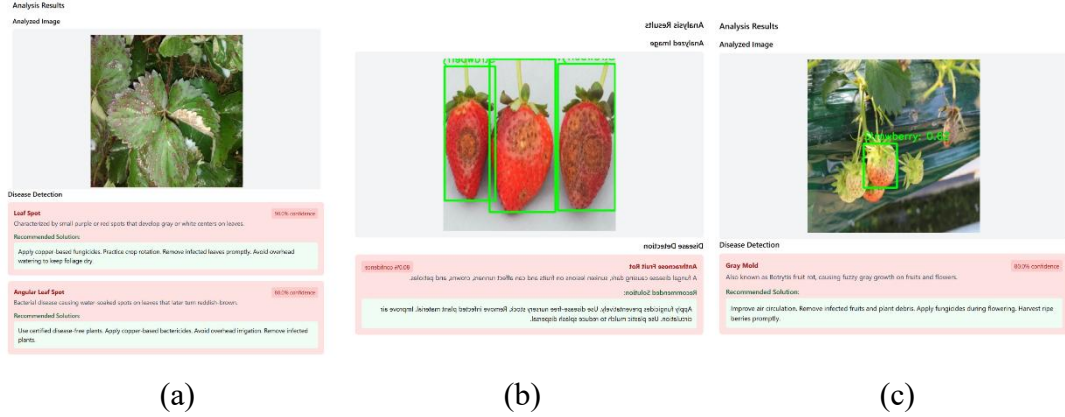 Analysis Results
Analyzed Image
Disease Detection
Leaf Spot
Characterized by small purple or red spots that develop gray or white centers on leaves.
Recommended Solution:
Apply copper-based fungicides. Practice crop rotation. Remove infected leaves promptly. Avoid overhead
watering to keep foliage dry.
Angular Leaf Spot
Bacterial disease causing water-soaked spots on leaves that later turn reddish-brown.
Recommended Solution:
Use certified disease-free plants. Apply copper-based bactericides. Avoid overhead irrigation. Remove infected
plants.
(a)
Analysis Results
Analyzed Image
Disease Detection
Anthracnose Fruit Rot
A fungal disease causing dark, sunken lesions on fruits and can affect runners, crowns, and petioles.
Recommended Solution:
Apply fungicides preventatively. Use disease-free nursery stock. Remove infected plant material. Improve air
circulation. Use plastic mulch to reduce splash dispersal.
(b)
Analysis Results
Analyzed Image
Disease Detection
Gray Mold
80.0% confidence
Also known as Botrytis fruit rot, causing fuzzy gray growth on fruits and flowers.
Recommended Solution:
Improve air circulation. Remove infected fruits and plant debris. Apply fungicides during flowering. Harvest ripe
berries promptly.
(c)